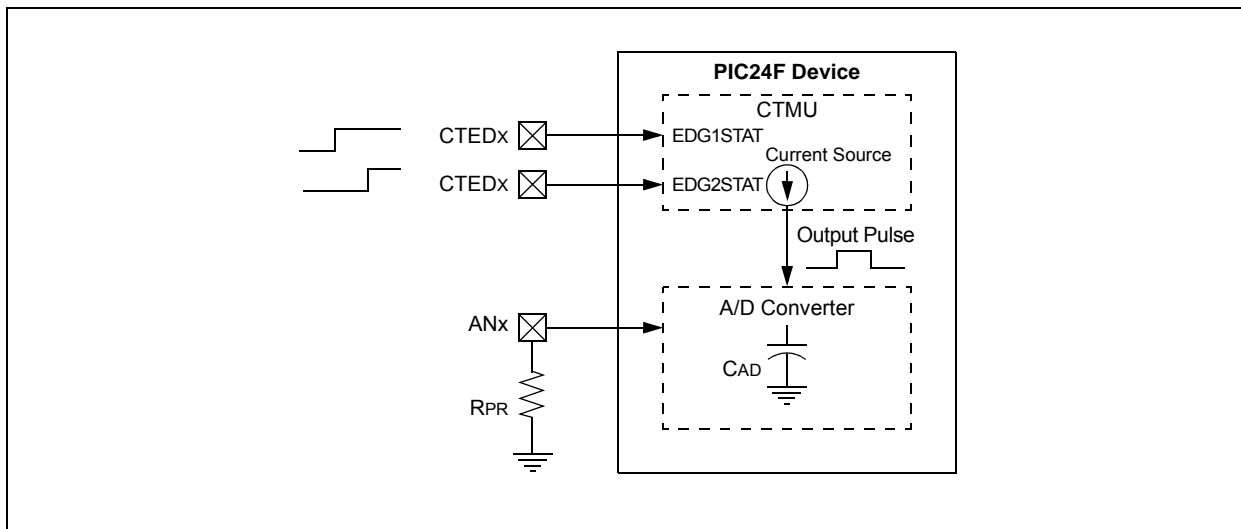 PIC24F Device
CTMU
CTEDx
EDG1STAT
Current Source
CTEDx
EDG2STAT
Output Pulse
A/D Converter
ANx
CAD
RPR